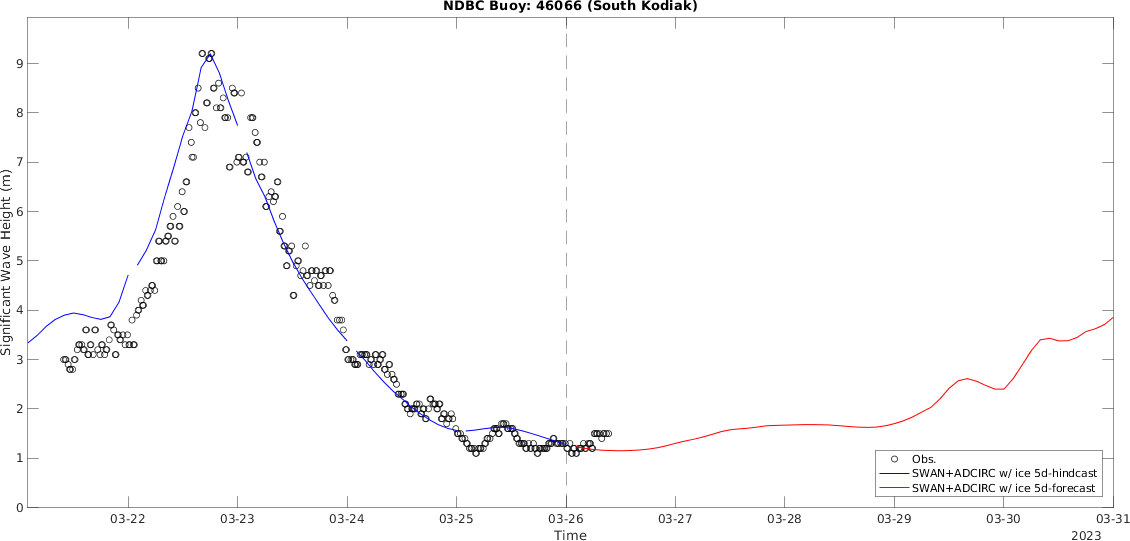 NDBC Buoy: 46066 (South Kodiak)
Significant Wave Height (m)
9
8
7
6
5
4
3
2
1
0
Obs.
SWAN+ADCIRC w/ ice 5d-hindcast
SWAN+ADCIRC w/ ice 5d-forecast
03-22 03-23 03-24 03-25 03-26 03-27 03-28 03-29 03-30 03-31
Time
2023